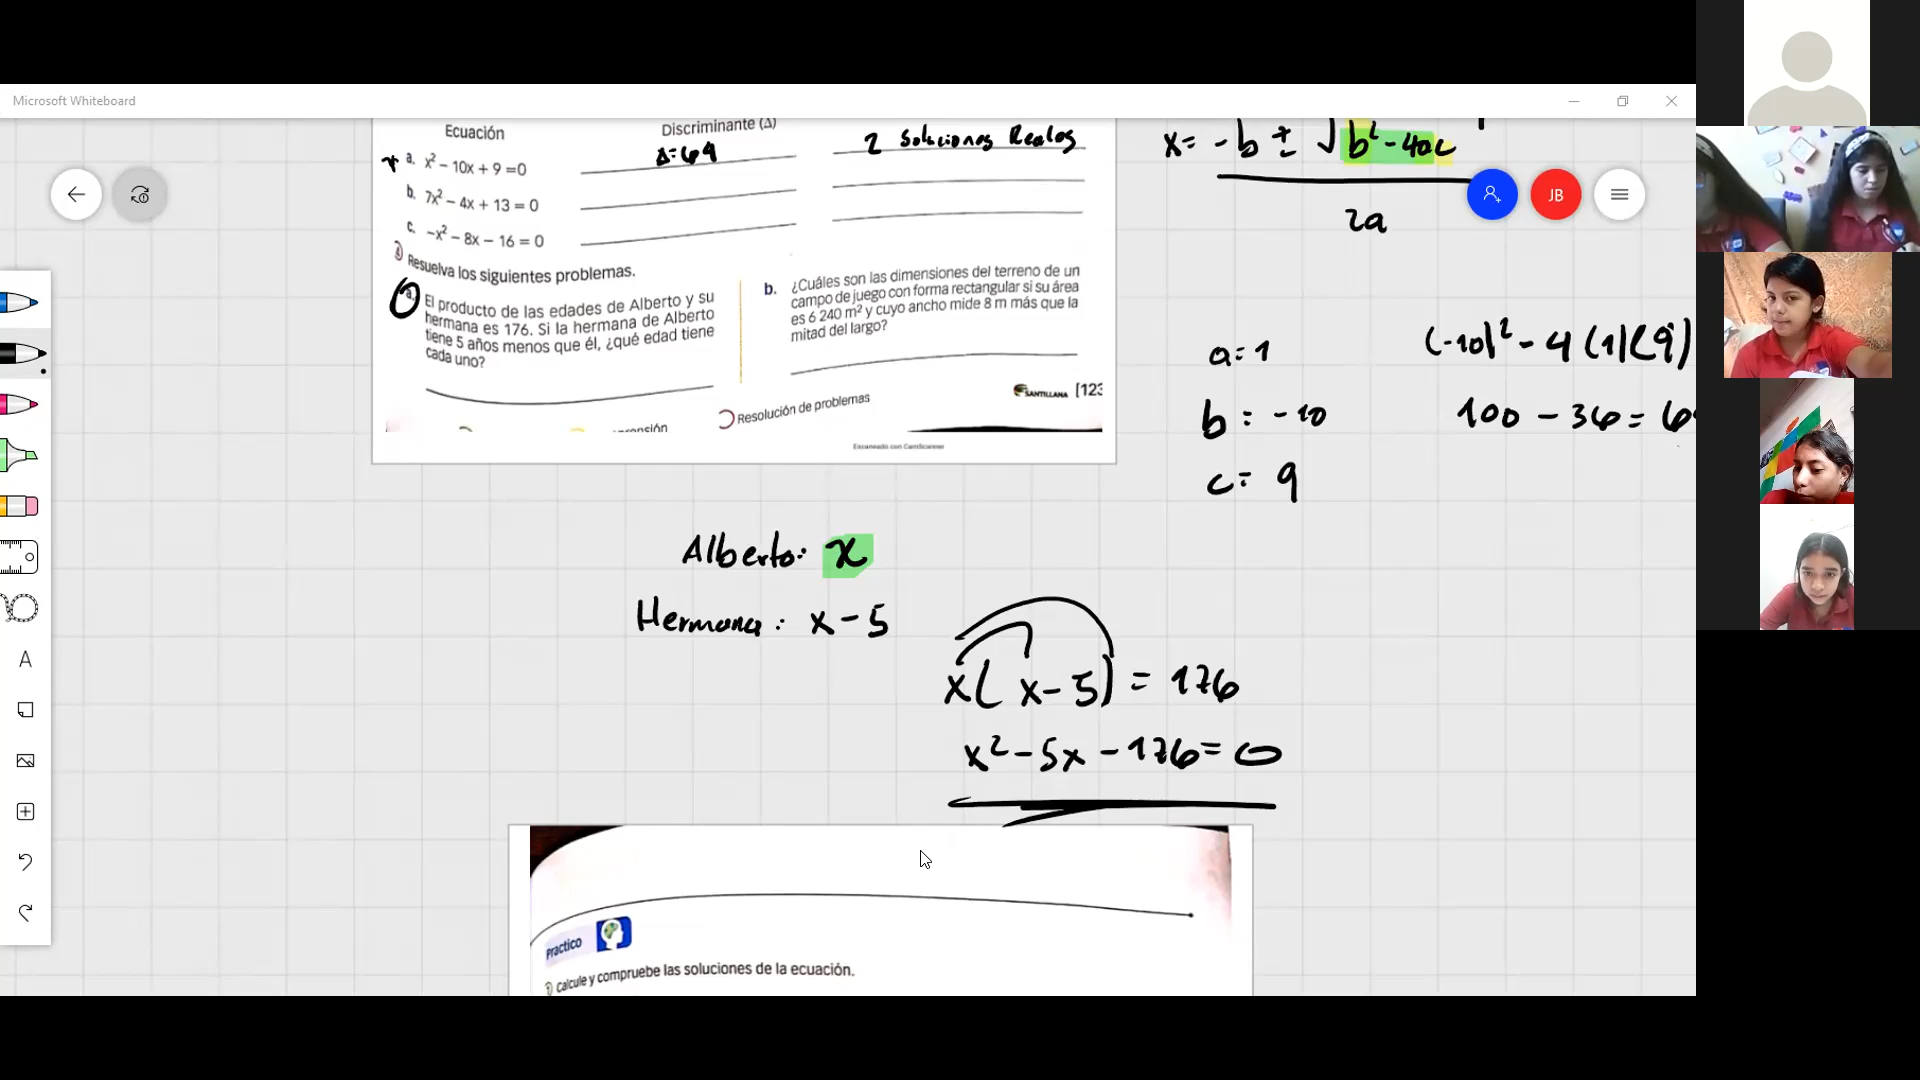 Microsoft Whiteboard
Ecuación Discriminante (Δ)
a. x² − 10x + 9 = 0 Δ=64 2 Soluciones Reales
b. 7x² − 4x + 13 = 0
c. −x² − 8x − 16 = 0
Resuelva los siguientes problemas.
a. El producto de las edades de Alberto y su
hermana es 176. Si la hermana de Alberto
tiene 5 años menos que él, ¿qué edad tiene
cada uno?
b. ¿Cuáles son las dimensiones del terreno de un
campo de juego con forma rectangular si su área
es 6 240 m² y cuyo ancho mide 8 m más que la
mitad del largo?
SANTILLANA [123
Resolución de problemas
Escaneado con CamScanner
x= -b ± √b²-4ac
2a
JB
a=1
b = -10
c= 9
(-10)² - 4(1)(9)
100 - 36 = 6
Alberto: x
Hermana: x-5
x(x-5) = 176
x²-5x-176=0
A
Practico
1 Calcule y compruebe las soluciones de la ecuación.